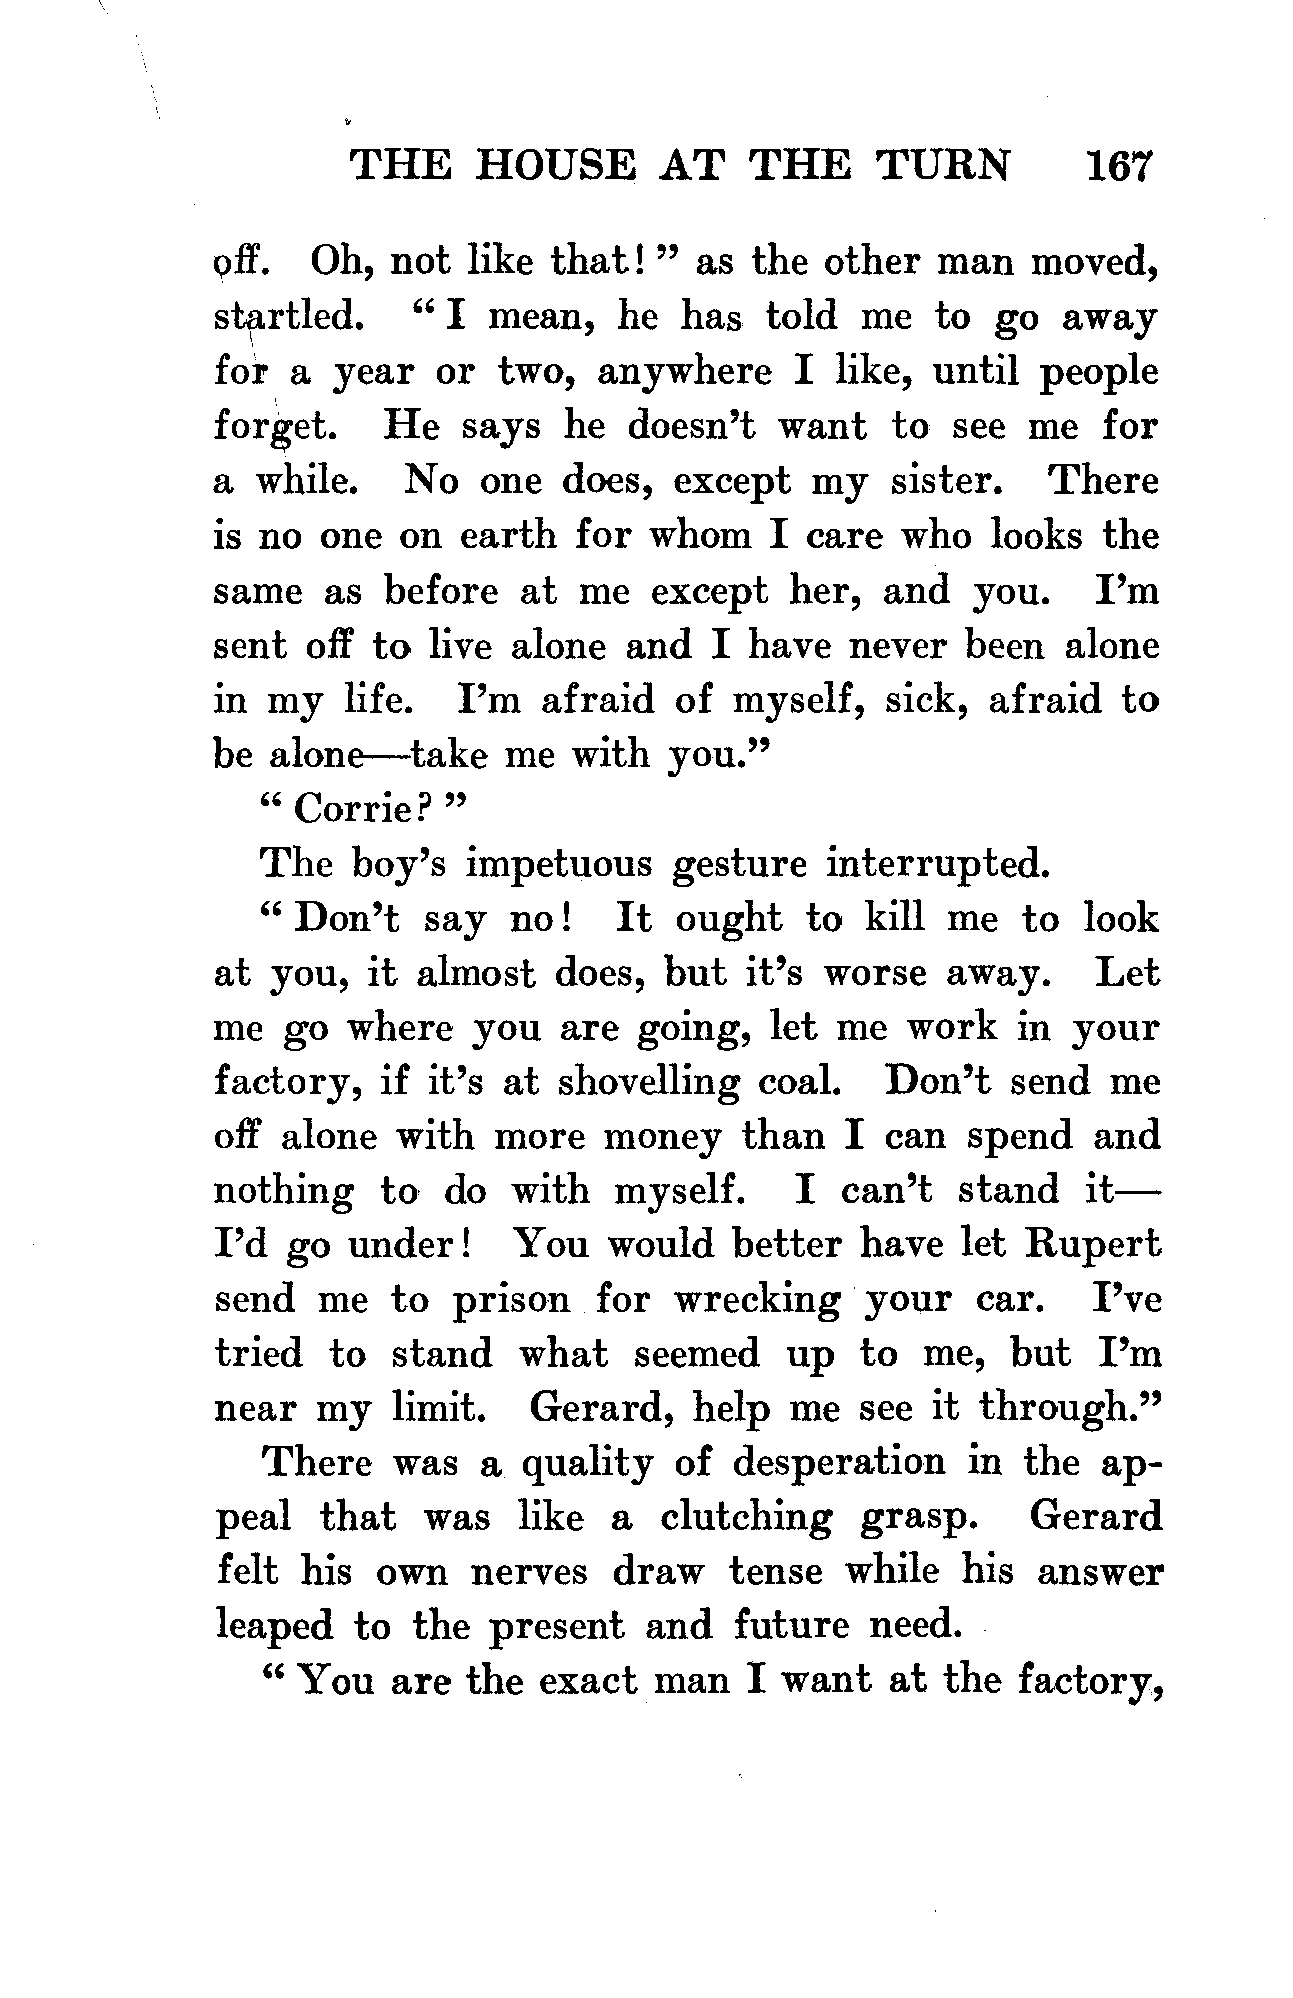 THE HOUSE AT THE TURN 167
off. Oh, not like that! ” as the other man moved,
startled. “ I mean, he has told me to go away
for a year or two, anywhere I like, until people
forget. He says he doesn’t want to see me for
a while. No one does, except my sister. There
is no one on earth for whom I care who looks the
same as before at me except her, and you. I’m
sent off to live alone and I have never been alone
in my life. I’m afraid of myself, sick, afraid to
be alone—take me with you.”
“ Corrie? ”
The boy’s impetuous gesture interrupted.
“ Don’t say no! It ought to kill me to look
at you, it almost does, but it’s worse away. Let
me go where you are going, let me work in your
factory, if it’s at shovelling coal. Don’t send me
off alone with more money than I can spend and
nothing to do with myself. I can’t stand it—
I’d go under! You would better have let Rupert
send me to prison for wrecking your car. I’ve
tried to stand what seemed up to me, but I’m
near my limit. Gerard, help me see it through.”
There was a quality of desperation in the ap-
peal that was like a clutching grasp. Gerard
felt his own nerves draw tense while his answer
leaped to the present and future need.
“ You are the exact man I want at the factory,